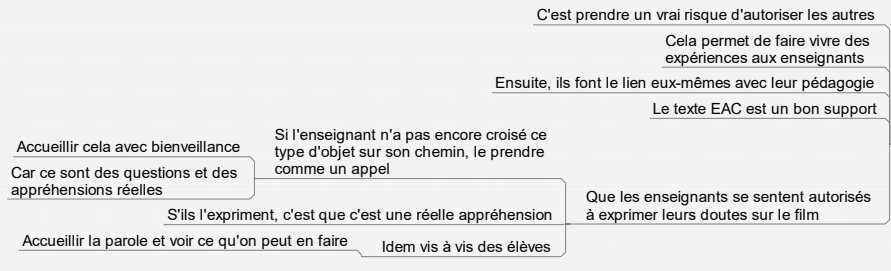 C'est prendre un vrai risque d'autoriser les autres
Cela permet de faire vivre des
expériences aux enseignants
Ensuite, ils font le lien eux-mêmes avec leur pédagogie
Le texte EAC est un bon support
Que les enseignants se sentent autorisés
à exprimer leurs doutes sur le film
Si l'enseignant n'a pas encore croisé ce
type d'objet sur son chemin, le prendre
comme un appel
Accueillir cela avec bienveillance
Car ce sont des questions et des
appréhensions réelles
S'ils l'expriment, c'est que c'est une réelle appréhension
Idem vis à vis des élèves
Accueillir la parole et voir ce qu'on peut en faire